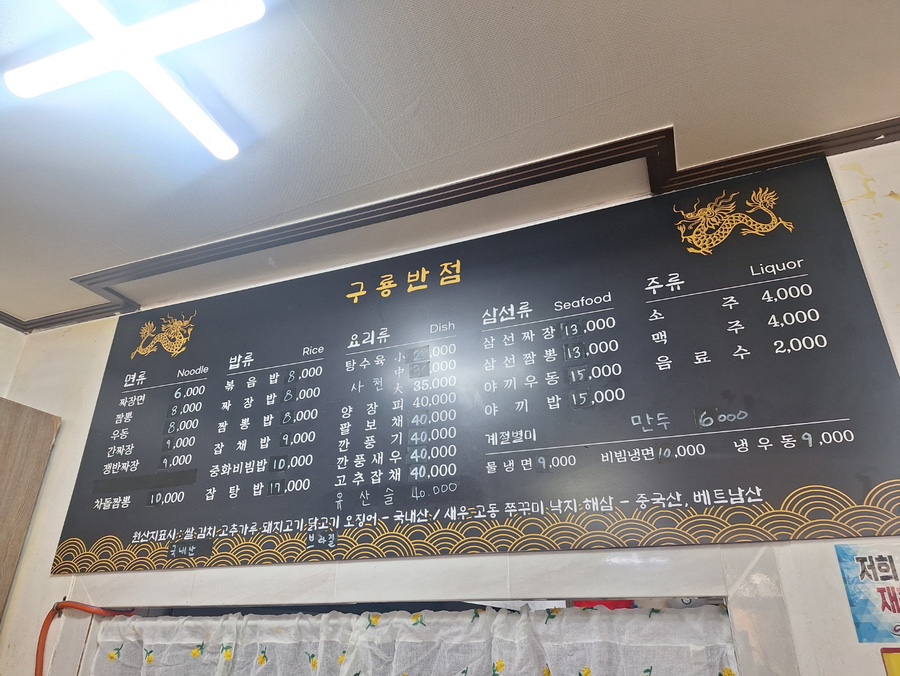 구룡반점
면류 Noodle
짜장면 6,000
짬뽕 8,000
우동 8,000
간짜장 9,000
쟁반짜장 9,000
차돌짬뽕 10,000
밥류 Rice
볶음밥 8,000
짜장밥 8,000
짬뽕밥 8,000
잡채밥 9,000
중화비빔밥 10,000
잡탕밥
요리류 Dish
탕수육 小
中
사천 大 35,000
양장피 40,000
팔보채 40,000
깐풍기 40,000
깐풍새우 40,000
고추잡채 40,000
유산슬 40.000
삼선류 Seafood
삼선짜장 13,000
삼선짬뽕 13,000
야끼우동 15,000
야끼밥 15,000
주류 Liquor
소주 4,000
맥주 4,000
음료수 2,000
만두 6000
계절별미
물냉면 9,000 비빔냉면 10,000 냉우동 9,000
원산지표시 : 쌀 김치 고추가루 돼지고기 닭고기 오징어 - 국내산 / 새우 고동 쭈꾸미 낙지 해삼 - 중국산, 베트남산
국내산 브라질
저희